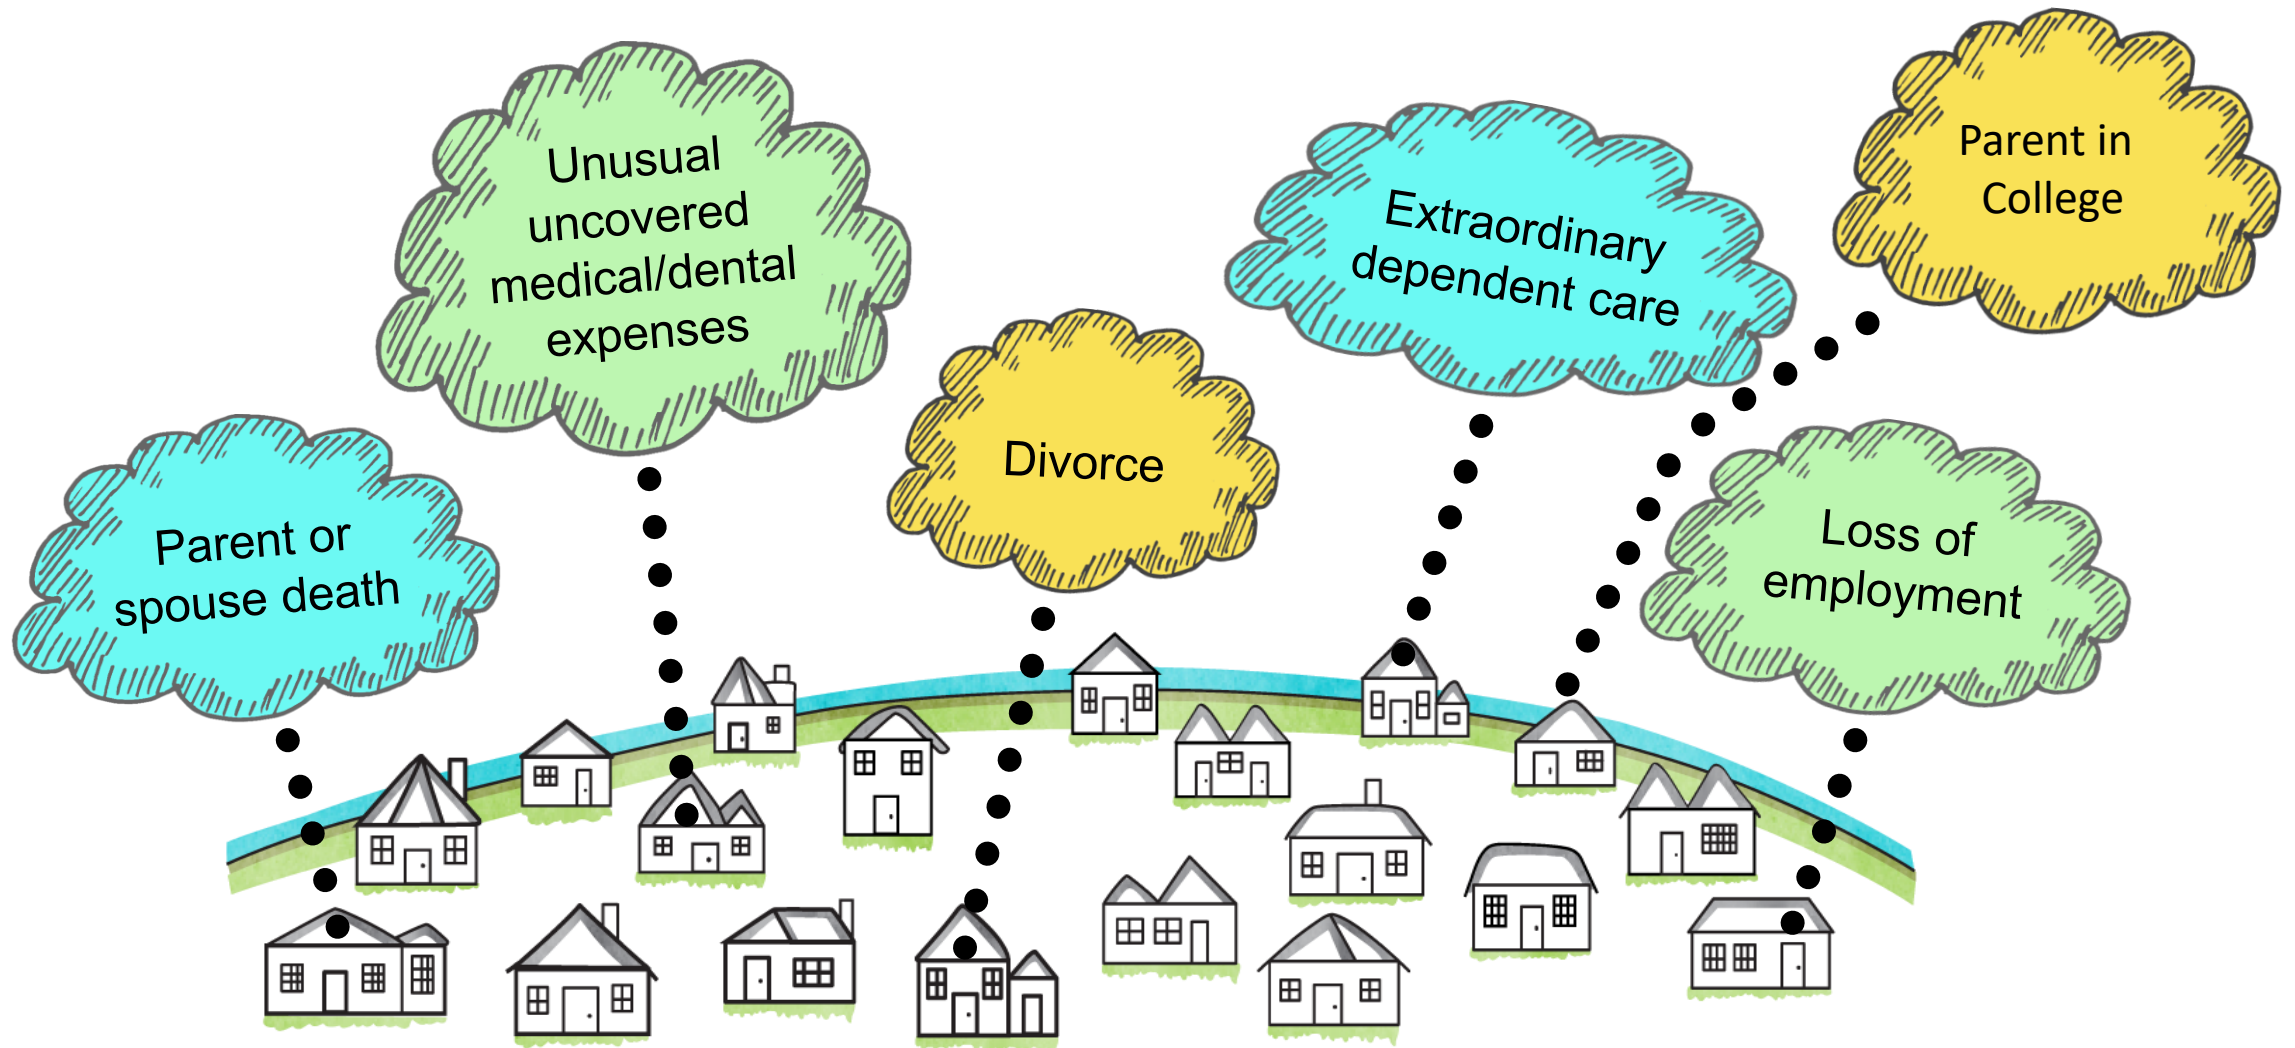 Parent or
spouse death
Unusual
uncovered
medical/dental
expenses
Divorce
Extraordinary
dependent care
Parent in
College
Loss of
employment